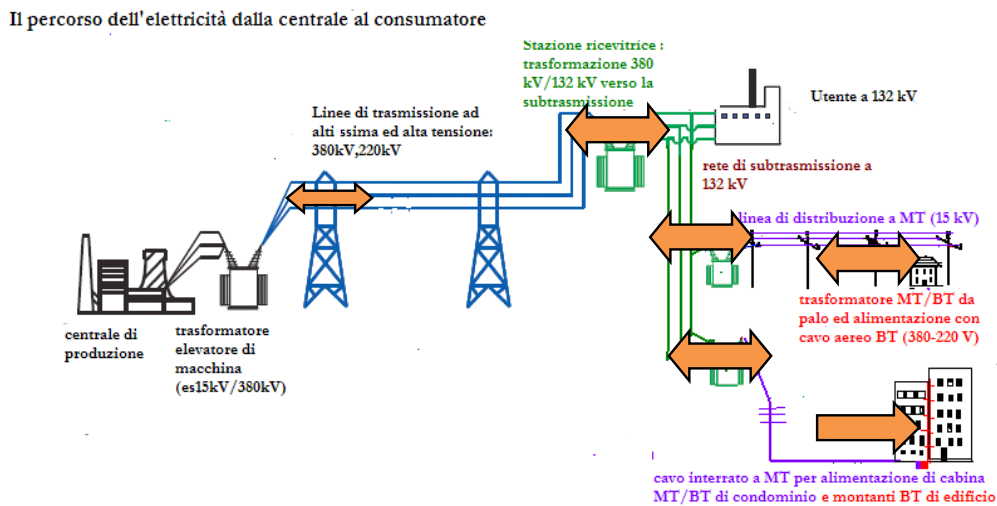 Il percorso dell'elettricità dalla centrale al consumatore
Stazione ricevitrice :
trasformazione 380
kV/132 kV verso la
subtrasmissione
Utente a 132 kV
Linee di trasmissione ad
alti ssima ed alta tensione:
380kV,220kV
rete di subtrasmissione a
132 kV
linea di distribuzione a MT (15 kV)
trasformatore MT/BT da
palo ed alimentazione con
cavo aereo BT (380-220 V)
centrale di
produzione
trasformatore
elevatore di
macchina
(es15kV/380kV)
cavo interrato a MT per alimentazione di cabina
MT/BT di condominio e montanti BT di edificio